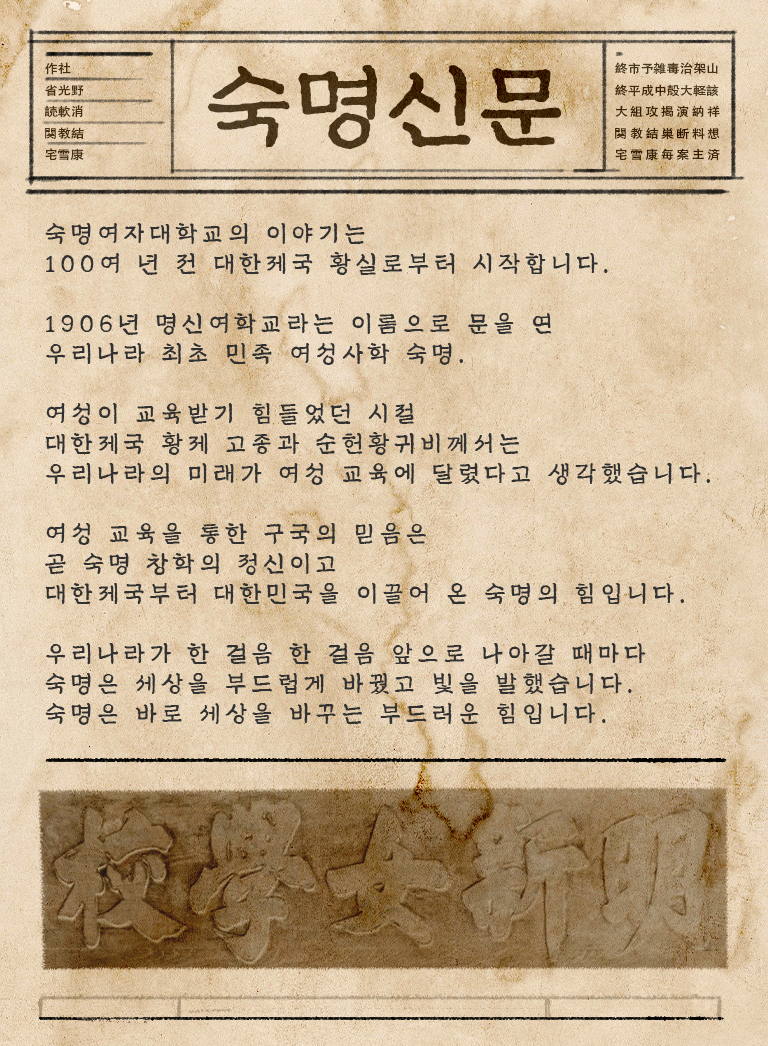 作社
省光野
読軟消
関教結
宅雪康
숙명신문
終市予雑毒治架山
終平成中殻大軽該
大組攻掲演納祥
関教結巣断料想
宅雪康毎案主済
숙명여자대학교의 이야기는
100여 년 전 대한제국 황실로부터 시작합니다.
1906년 명신여학교라는 이름으로 문을 연
우리나라 최초 민족 여성사학 숙명.
여성이 교육받기 힘들었던 시절
대한제국 황제 고종과 순헌황귀비께서는
우리나라의 미래가 여성 교육에 달렸다고 생각했습니다.
여성 교육을 통한 구국의 믿음은
곧 숙명 창학의 정신이고
대한제국부터 대한민국을 이끌어 온 숙명의 힘입니다.
우리나라가 한 걸음 한 걸음 앞으로 나아갈 때마다
숙명은 세상을 부드럽게 바꿨고 빛을 발했습니다.
숙명은 바로 세상을 바꾸는 부드러운 힘입니다.
校學女新明